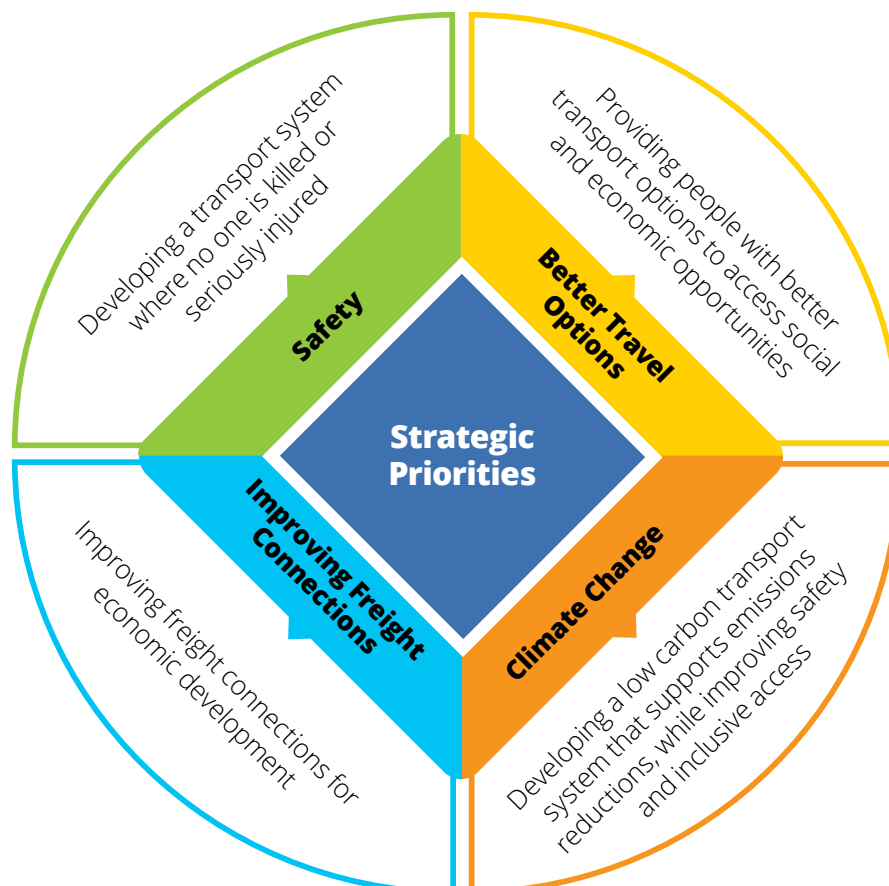 Developing a transport system
where no one is killed or
seriously injured
Safety
Providing people with better
transport options to access social
and economic opportunities
Better Travel
Options
Strategic
Priorities
Improving Freight
Connections
Improving freight connections for
economic development
Climate Change
Developing a low carbon transport
system that supports emissions
reductions, while improving safety
and inclusive access